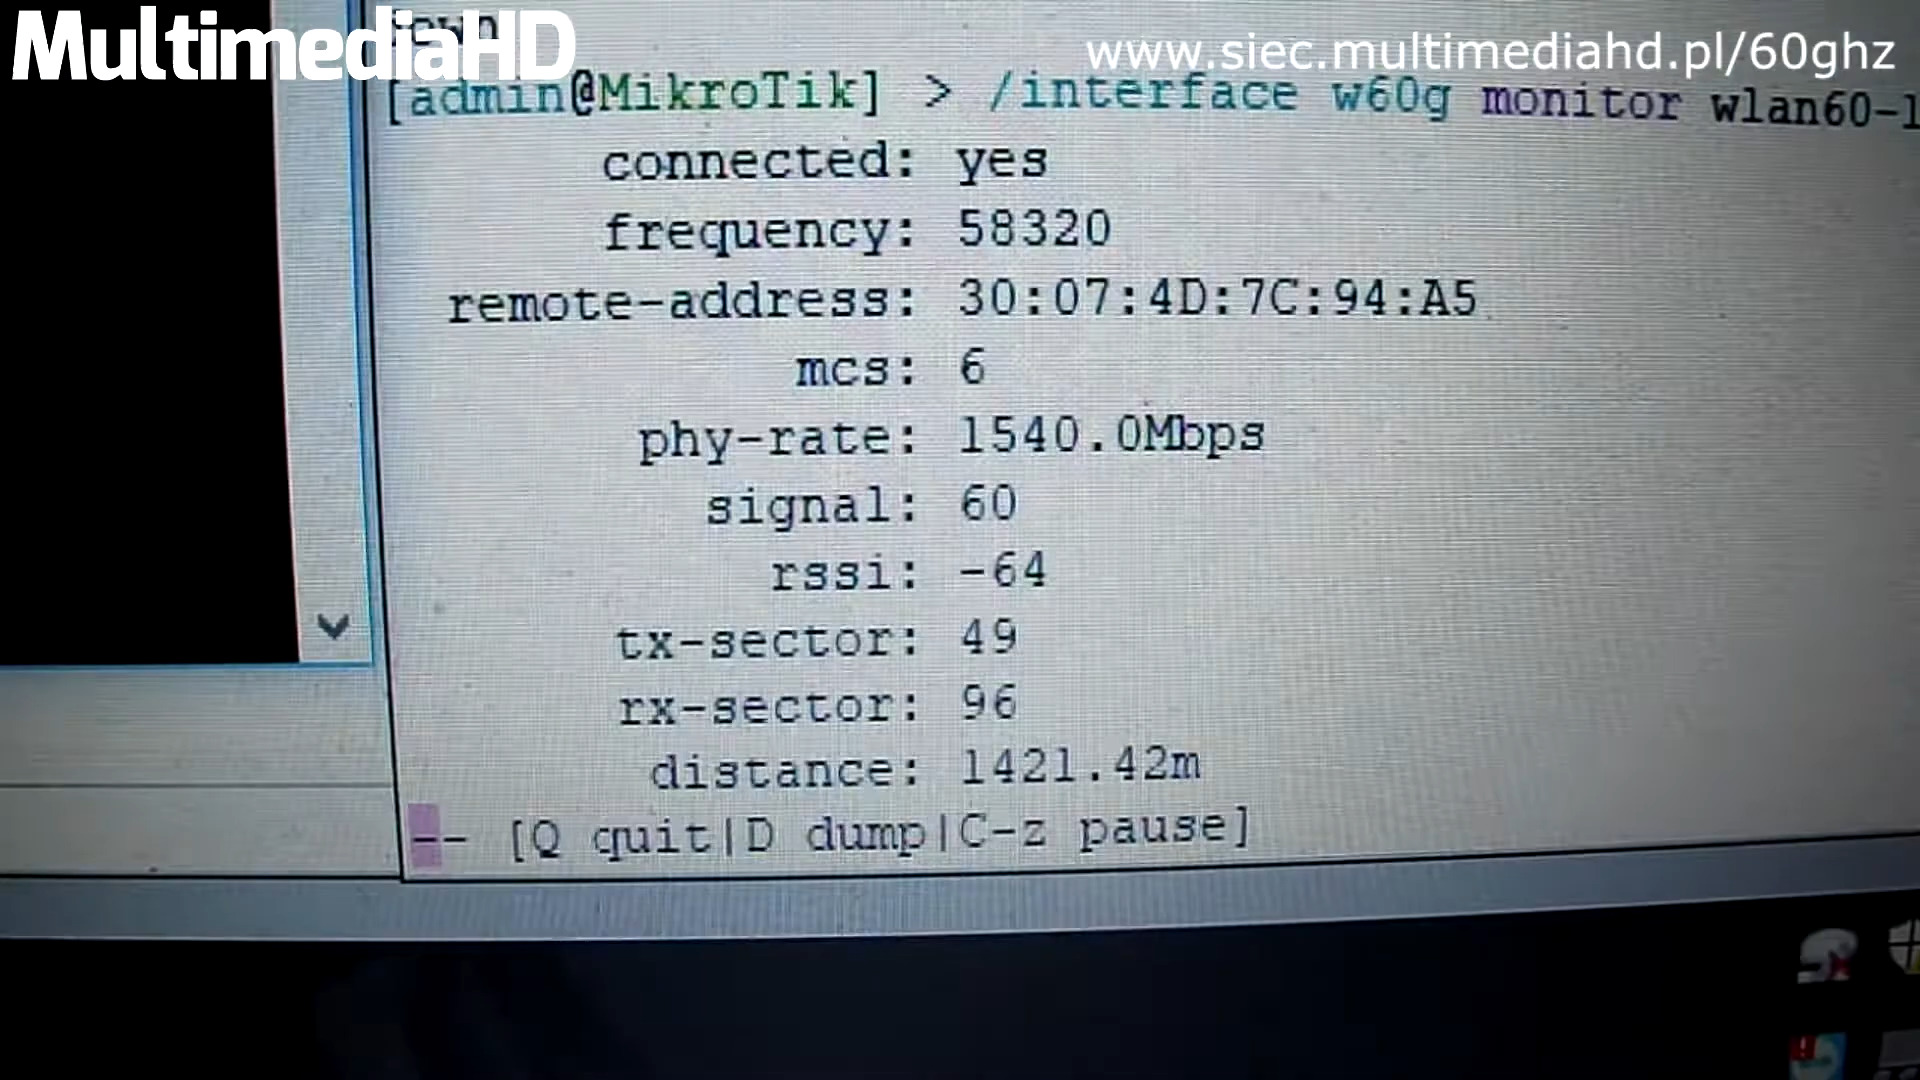 MultimediaHD
www.siec.multimediahd.pl/60ghz
[admin@MikroTik] > /interface w60g monitor wlan60-1
connected: yes
frequency: 58320
remote-address: 30:07:4D:7C:94:A5
mcs: 6
phy-rate: 1540.0Mbps
signal: 60
rssi: -64
tx-sector: 49
rx-sector: 96
distance: 1421.42m
-- [Q quit|D dump|C-z pause]